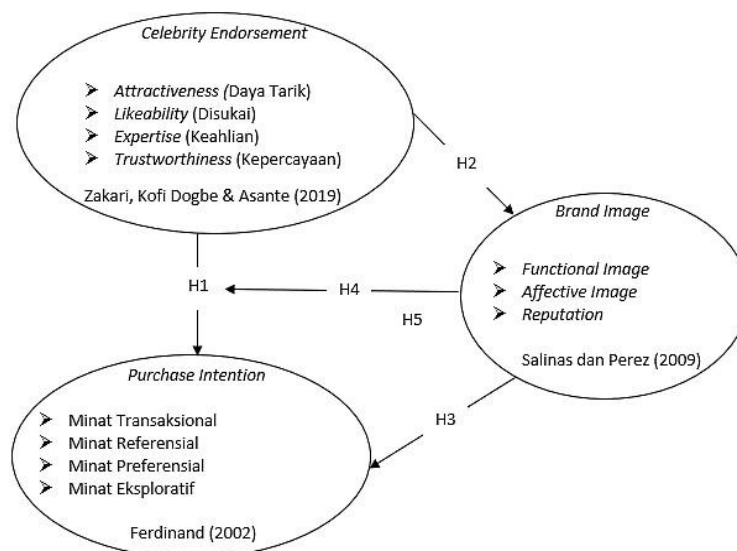 Celebrity Endorsement
Attractiveness (Daya Tarik)
Likeability (Disukai)
Expertise (Keahlian)
Trustworthiness (Kepercayaan)
Zakari, Kofi Dogbe & Asante (2019)
H2
Brand Image
Functional Image
Affective Image
Reputation
Salinas dan Perez (2009)
H1
H4
H5
H3
Purchase Intention
Minat Transaksional
Minat Referensial
Minat Preferensial
Minat Eksploratif
Ferdinand (2002)